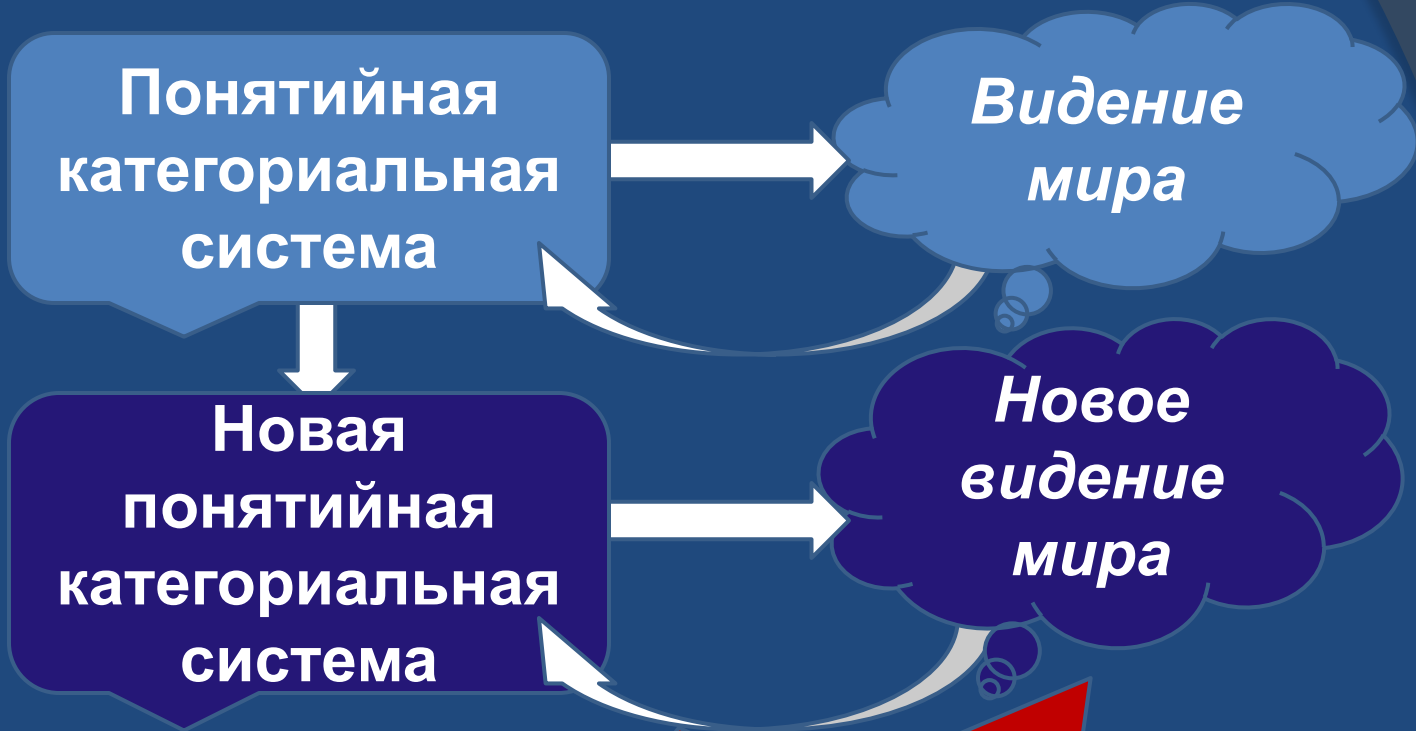 Понятийная
категориальная
система
Видение
мира
Новая
понятийная
категориальная
система
Новое
видение
мира